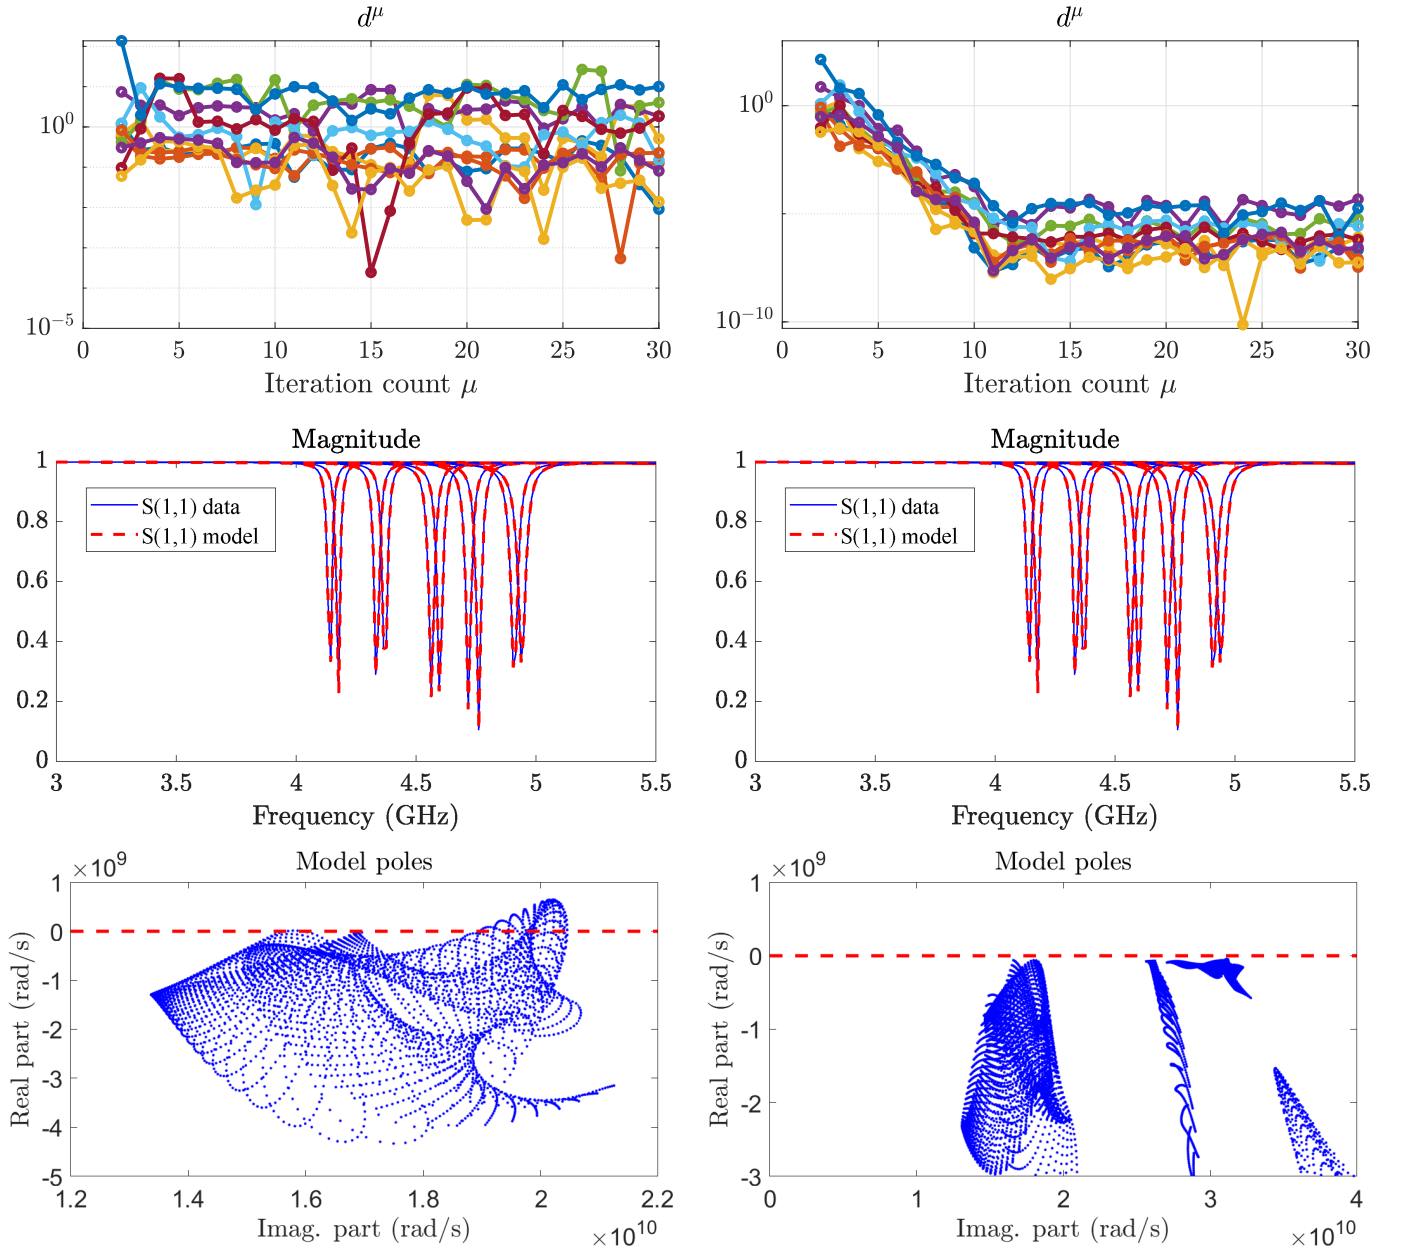 d^μ
10^0
10^-5
0 5 10 15 20 25 30
Iteration count μ
d^μ
10^0
10^-10
0 5 10 15 20 25 30
Iteration count μ
Magnitude
1
0.8
0.6
0.4
0.2
0
S(1,1) data
S(1,1) model
3 3.5 4 4.5 5 5.5
Frequency (GHz)
Magnitude
1
0.8
0.6
0.4
0.2
0
S(1,1) data
S(1,1) model
3 3.5 4 4.5 5 5.5
Frequency (GHz)
Model poles
×10^9
Real part (rad/s)
1
0
-1
-2
-3
-4
-5
1.2 1.4 1.6 1.8 2 2.2
Imag. part (rad/s)
×10^10
Model poles
×10^9
Real part (rad/s)
1
0
-1
-2
-3
0 1 2 3 4
Imag. part (rad/s)
×10^10